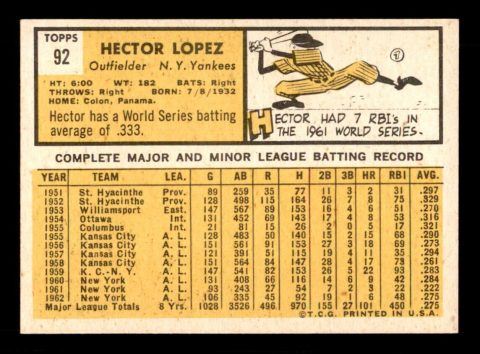 TOPPS
92
HECTOR LOPEZ
Outfielder N. Y. Yankees
HT: 6:00 WT: 182 BATS: Right
THROWS: Right BORN: 7/8/1932
HOME: Colon, Panama.
Hector has a World Series batting
average of .333.
7
HECTOR HAD 7 RBI's IN
THE 1961 WORLD SERIES.
COMPLETE MAJOR AND MINOR LEAGUE BATTING RECORD
YEAR TEAM LEA. G AB R H 2B 3B HR RBI AVG.
1951 St. Hyacinthe Prov. 89 259 35 77 11 3 2 31 .297
1952 St. Hyacinthe Prov. 128 498 115 164 26 7 8 75 .329
1953 Williamsport East. 147 567 89 153 16 4 8 51 .270
1954 Ottawa Int. 131 452 69 143 17 4 8 53 .316
1955 Columbus Int. 21 81 15 26 .321
1955 Kansas City A. L. 128 483 50 140 15 2 15 68 .290
1956 Kansas City A. L. 151 561 91 153 27 3 18 69 .273
1957 Kansas City A. L. 121 391 51 115 19 4 11 35 .294
1958 Kansas City A. L. 151 564 84 147 28 4 17 73 .261
1959 K. C. - N. Y. A. L. 147 541 82 153 26 5 22 93 .283
1960 New York A. L. 131 408 66 116 14 6 9 42 .284
1961 New York A. L. 93 243 27 54 7 2 3 22 .222
1962 New York A. L. 106 335 45 92 19 1 6 48 .275
Major League Totals 8 Yrs. 1028 3526 496 970 155 27 101 450 .275
© T.C.G. PRINTED IN U.S.A.